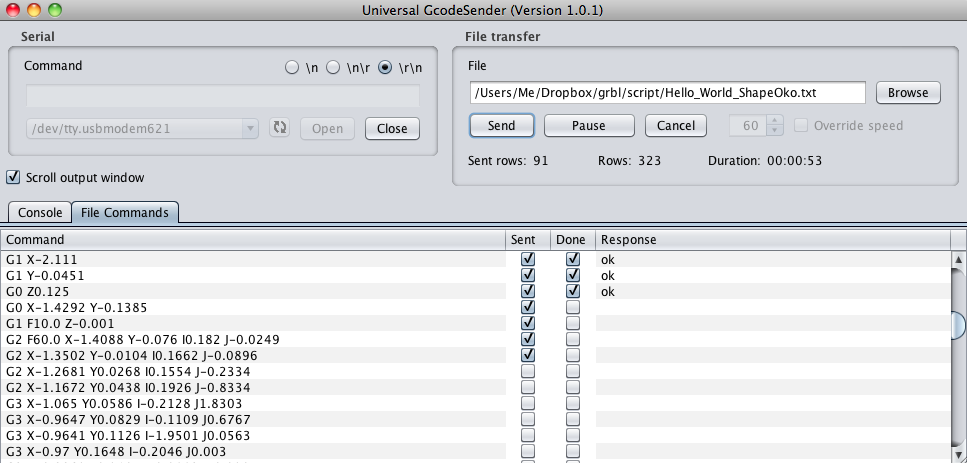 Universal GcodeSender (Version 1.0.1)
Serial
Command
\n \n\r \r\n
/dev/tty.usbmodem621 Open Close
Scroll output window
File transfer
File
/Users/Me/Dropbox/grbl/script/Hello_World_ShapeOko.txt Browse
Send Pause Cancel 60 Override speed
Sent rows: 91 Rows: 323 Duration: 00:00:53
Console File Commands
Command Sent Done Response
G1 X-2.111 ok
G1 Y-0.0451 ok
G0 Z0.125 ok
G0 X-1.4292 Y-0.1385
G1 F10.0 Z-0.001
G2 F60.0 X-1.4088 Y-0.076 I0.182 J-0.0249
G2 X-1.3502 Y-0.0104 I0.1662 J-0.0896
G2 X-1.2681 Y0.0268 I0.1554 J-0.2334
G2 X-1.1672 Y0.0438 I0.1926 J-0.8334
G3 X-1.065 Y0.0586 I-0.2128 J1.8303
G3 X-0.9647 Y0.0829 I-0.1109 J0.6767
G3 X-0.9641 Y0.1126 I-1.9501 J0.0563
G3 X-0.97 Y0.1648 I-0.2046 J0.003